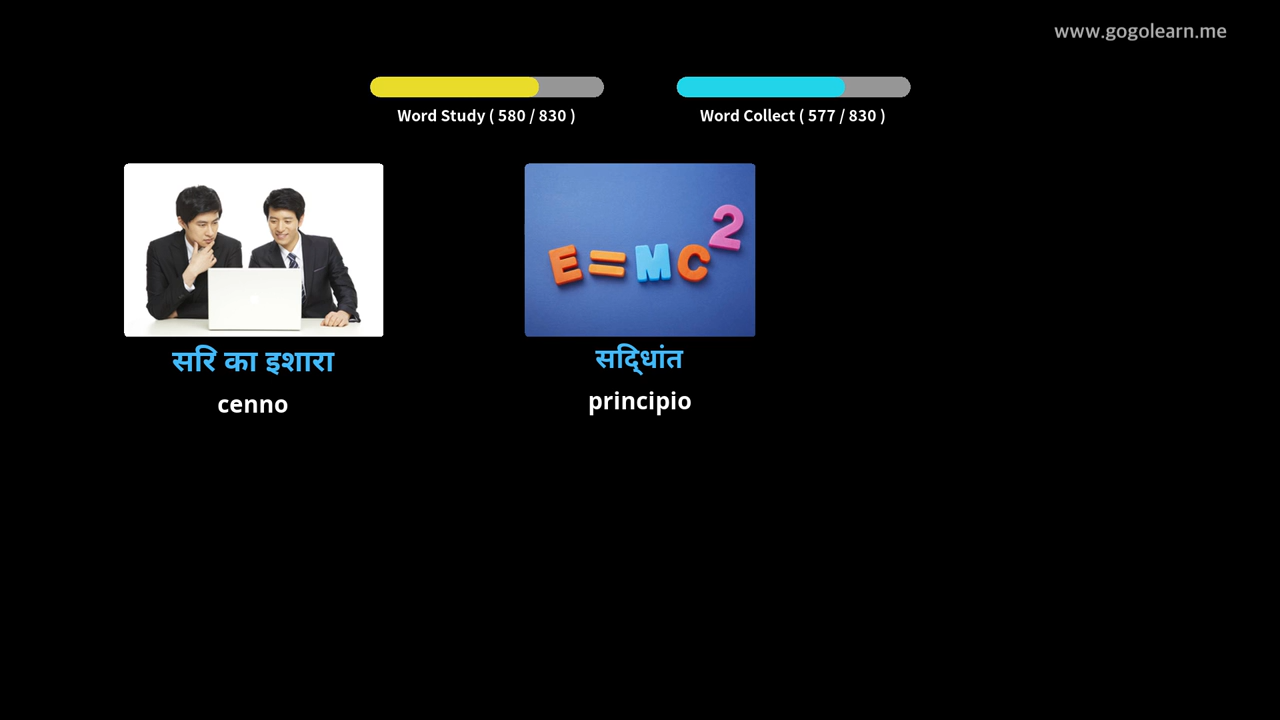 www.gogolearn.me
Word Study ( 580 / 830 )
Word Collect ( 577 / 830 )
E=MC2
सरि का इशारा
सद्धिांत
cenno
principio